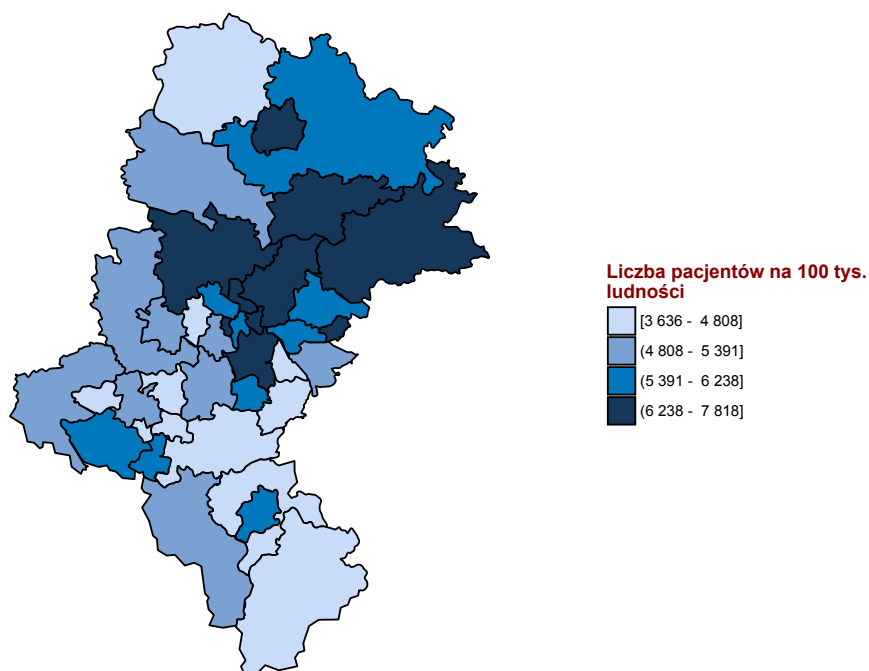 Liczba pacjentów na 100 tys.
ludności
[3 636 - 4 808]
(4 808 - 5 391]
(5 391 - 6 238]
(6 238 - 7 818]